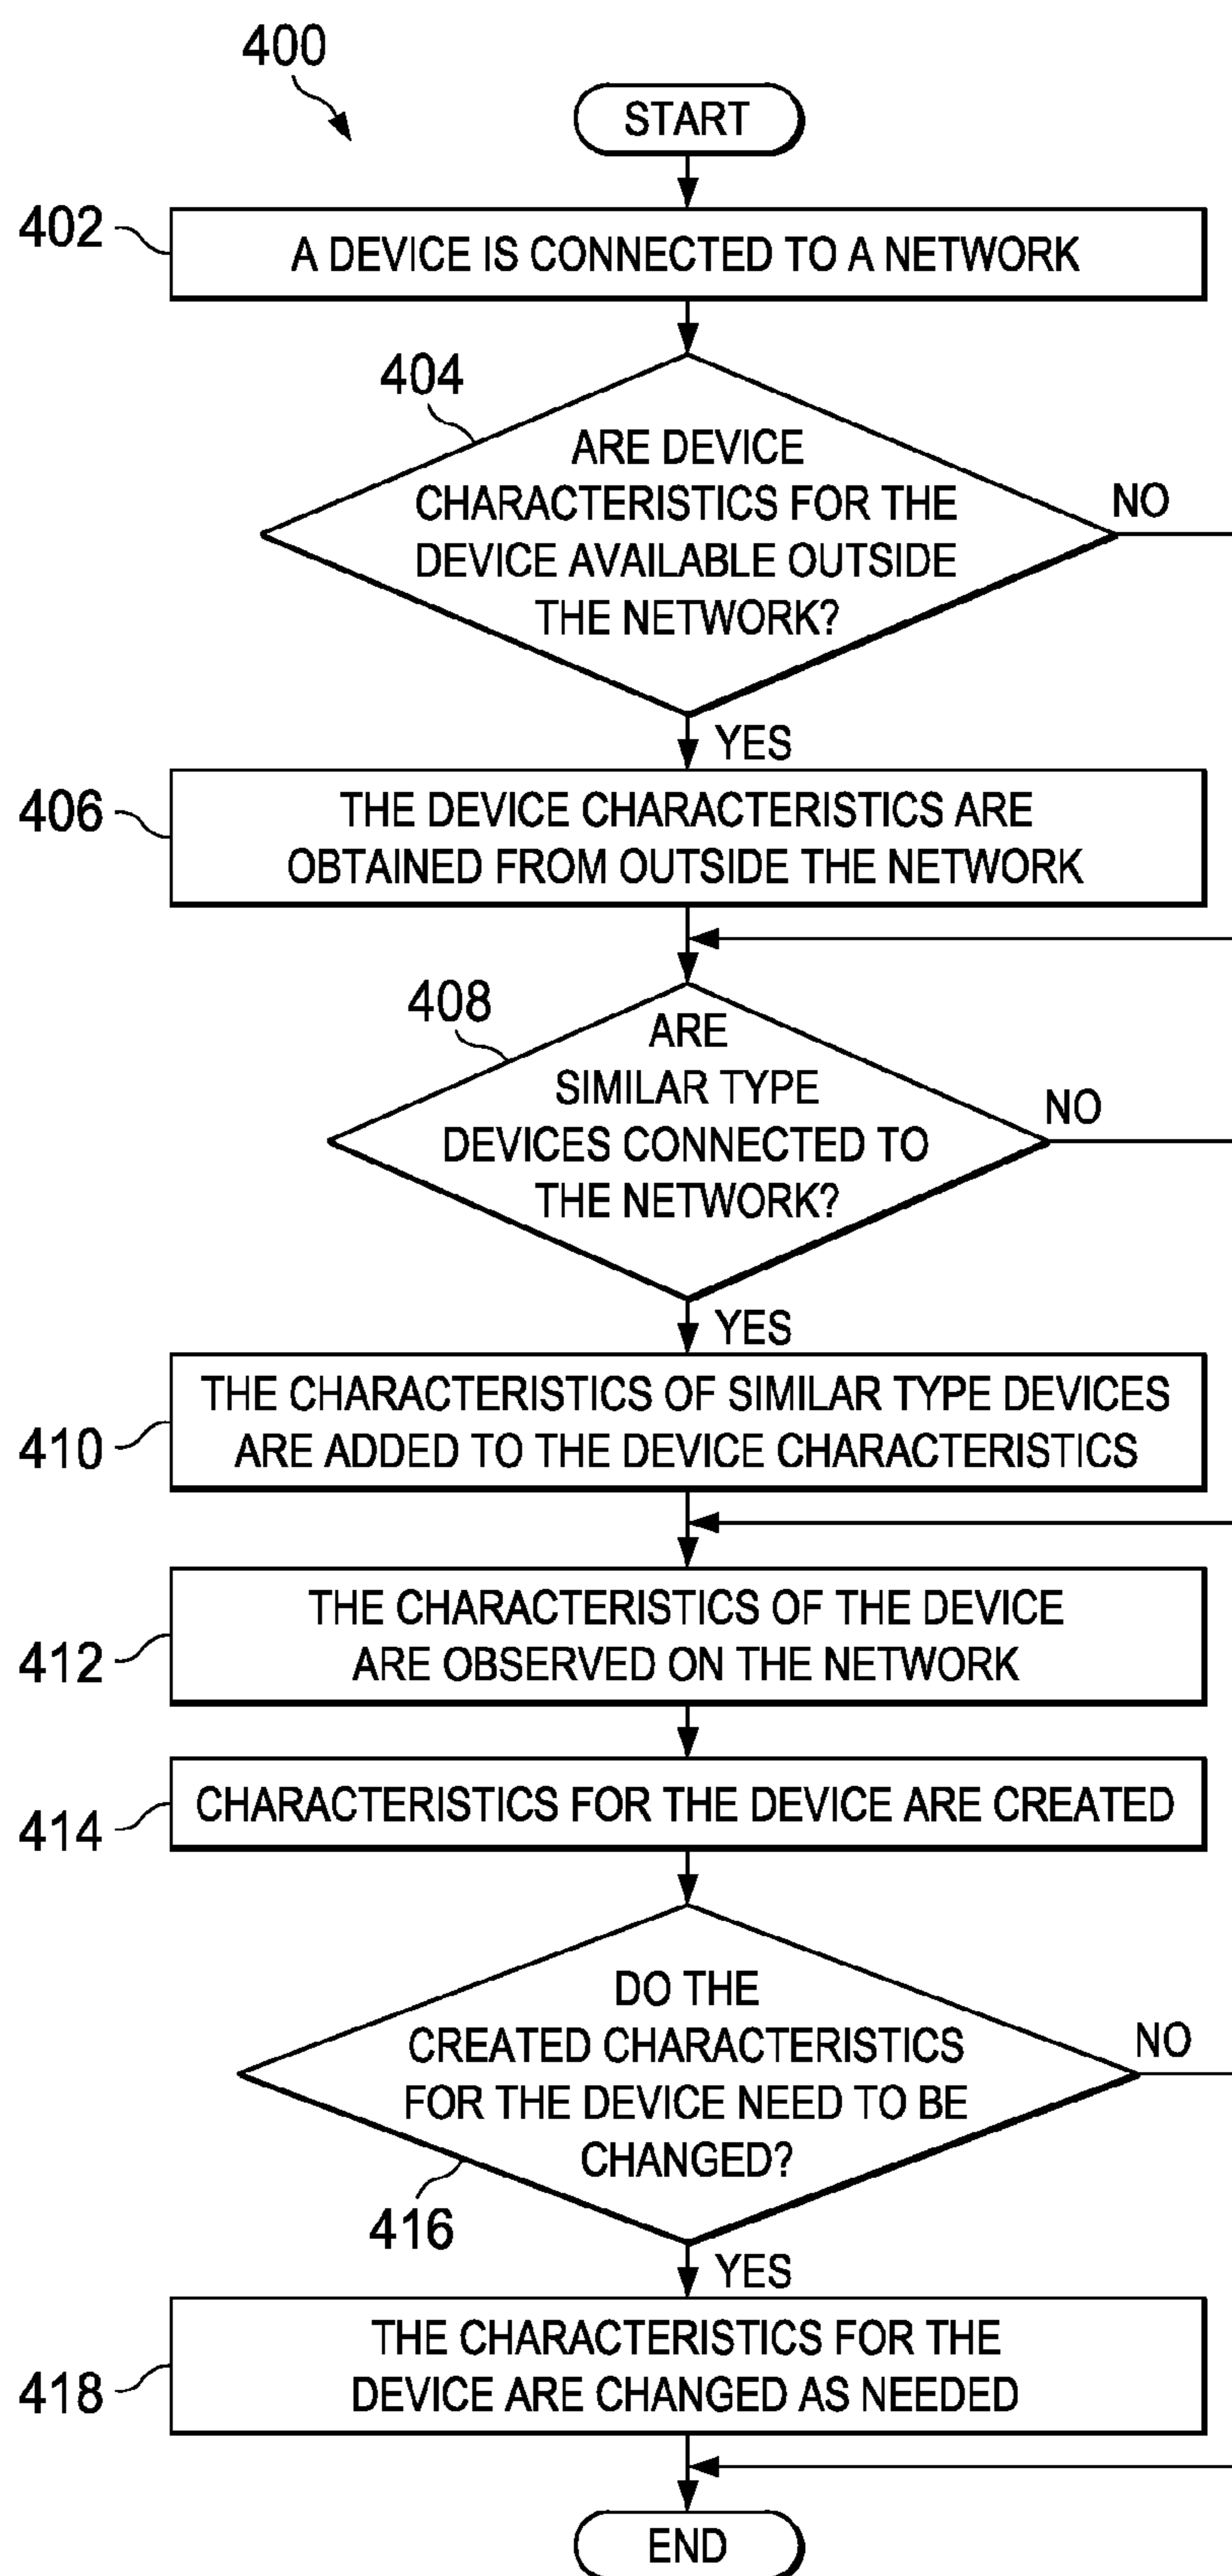 400
START
402
A DEVICE IS CONNECTED TO A NETWORK
404
ARE DEVICE
CHARACTERISTICS FOR THE
DEVICE AVAILABLE OUTSIDE
THE NETWORK?
NO
YES
406
THE DEVICE CHARACTERISTICS ARE
OBTAINED FROM OUTSIDE THE NETWORK
408
ARE
SIMILAR TYPE
DEVICES CONNECTED TO
THE NETWORK?
NO
YES
410
THE CHARACTERISTICS OF SIMILAR TYPE DEVICES
ARE ADDED TO THE DEVICE CHARACTERISTICS
412
THE CHARACTERISTICS OF THE DEVICE
ARE OBSERVED ON THE NETWORK
414
CHARACTERISTICS FOR THE DEVICE ARE CREATED
DO THE
CREATED CHARACTERISTICS
FOR THE DEVICE NEED TO BE
CHANGED?
NO
416
YES
418
THE CHARACTERISTICS FOR THE
DEVICE ARE CHANGED AS NEEDED
END